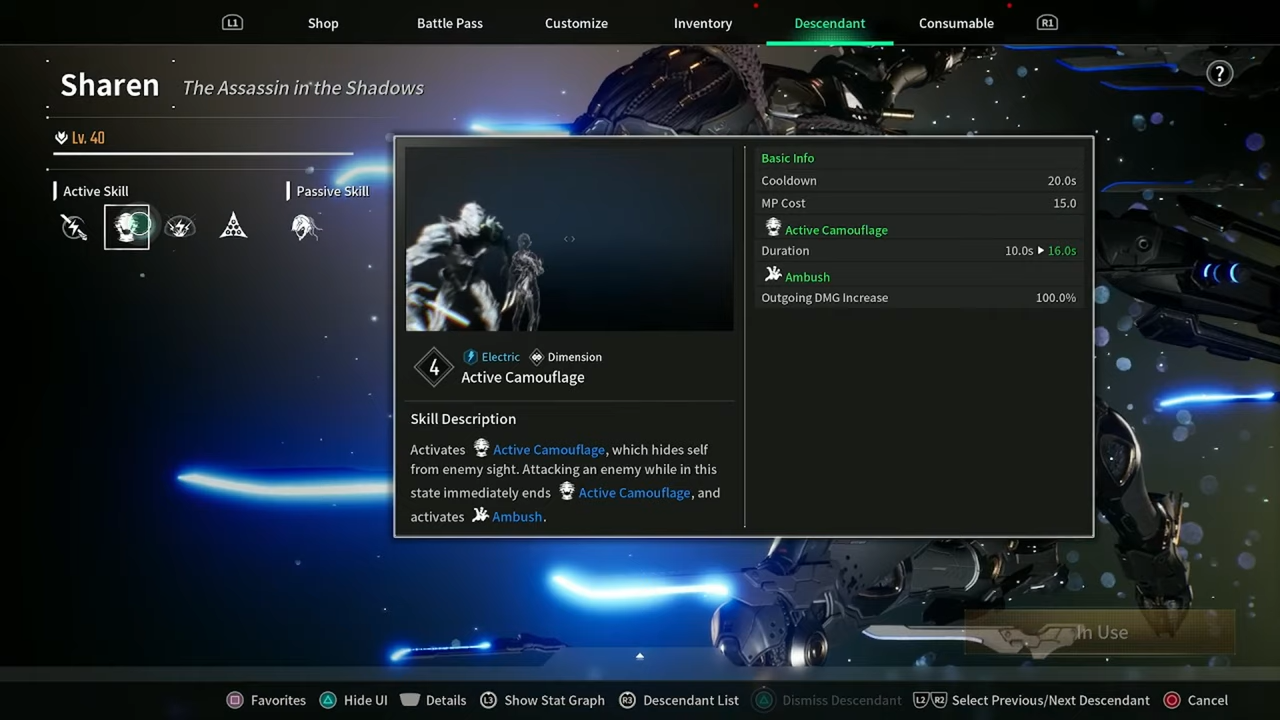 L1 Shop Battle Pass Customize Inventory Descendant Consumable R1
Sharen The Assassin in the Shadows
?
Lv. 40
Active Skill Passive Skill
4
Electric Dimension
Active Camouflage
Skill Description
Activates Active Camouflage, which hides self
from enemy sight. Attacking an enemy while in this
state immediately ends Active Camouflage, and
activates Ambush.
Basic Info
Cooldown 20.0s
MP Cost 15.0
Active Camouflage
Duration 10.0s 16.0s
Ambush
Outgoing DMG Increase 100.0%
In Use
Favorites Hide UI Details L3 Show Stat Graph R3 Descendant List Dismiss Descendant L2 R2 Select Previous/Next Descendant Cancel